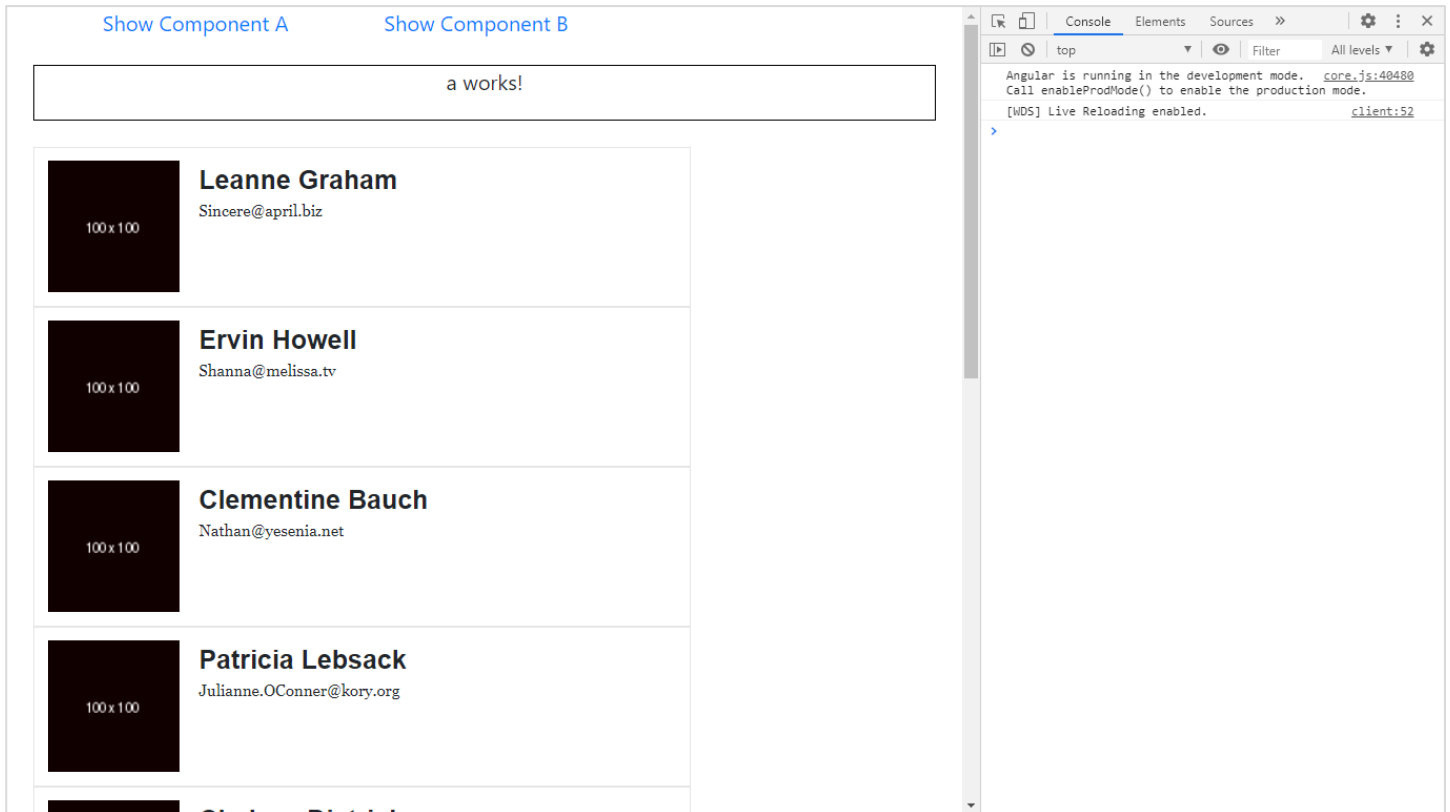 Show Component A Show Component B
a works!
100 x 100
Leanne Graham
Sincere@april.biz
100 x 100
Ervin Howell
Shanna@melissa.tv
100 x 100
Clementine Bauch
Nathan@yesenia.net
100 x 100
Patricia Lebsack
Julianne.OConner@kory.org
Console Elements Sources »
top Filter All levels
Angular is running in the development mode. core.js:40480
Call enableProdMode() to enable the production mode.
[WDS] Live Reloading enabled. client:52
>